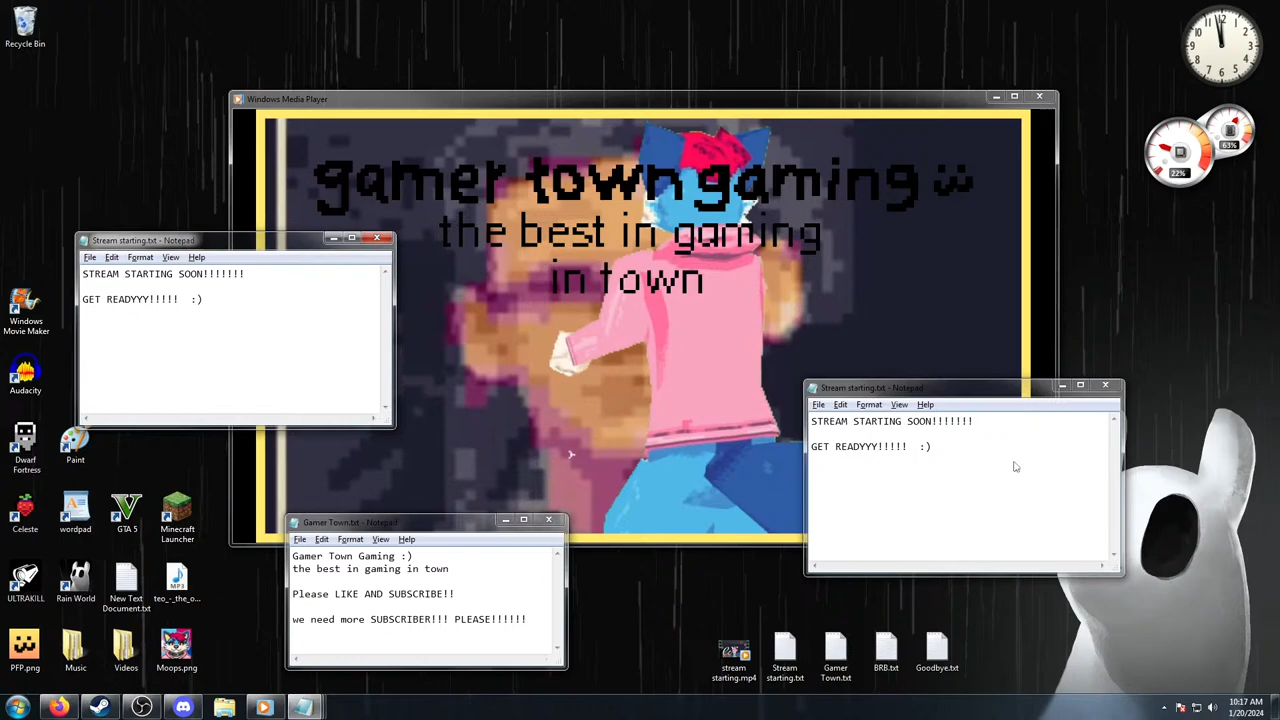 Recycle Bin
Windows Media Player
gamer town gaming :)
the best in gaming
in town
12
63%
22%
Stream starting.txt - Notepad
File Edit Format View Help
STREAM STARTING SOON!!!!!!!
GET READYYY!!!!! :)
Stream starting.txt - Notepad
File Edit Format View Help
STREAM STARTING SOON!!!!!!!
GET READYYY!!!!! :)
Gamer Town.txt - Notepad
File Edit Format View Help
Gamer Town Gaming :)
the best in gaming in town
Please LIKE AND SUBSCRIBE!!
we need more SUBSCRIBER!!! PLEASE!!!!!!
Windows
Movie Maker
Audacity
Dwarf
Fortress
Paint
Celeste
wordpad
GTA 5
Minecraft
Launcher
ULTRAKILL
Rain World
New Text
Document.txt
MP3
teo_-_the_o...
PFP.png
Music
Videos
Moops.png
stream
starting.mp4
Stream
starting.txt
Gamer
Town.txt
BRB.txt
Goodbye.txt
10:17 AM
1/20/2024